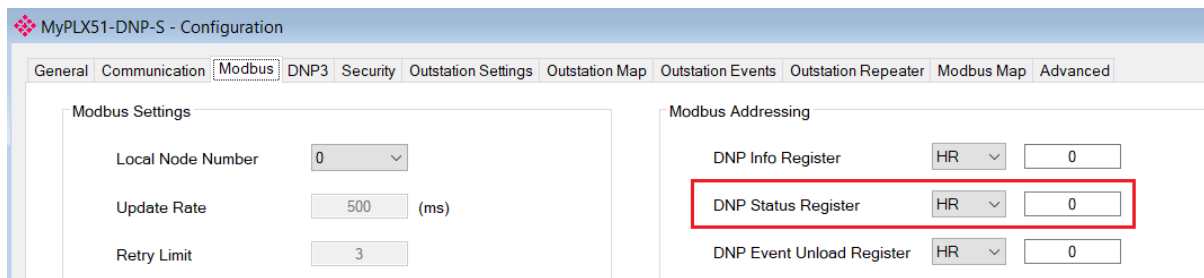 MyPLX51-DNP-S - Configuration
General Communication Modbus DNP3 Security Outstation Settings Outstation Map Outstation Events Outstation Repeater Modbus Map Advanced
Modbus Settings
Local Node Number 0
Update Rate 500 (ms)
Retry Limit 3
Modbus Addressing
DNP Info Register HR 0
DNP Status Register HR 0
DNP Event Unload Register HR 0